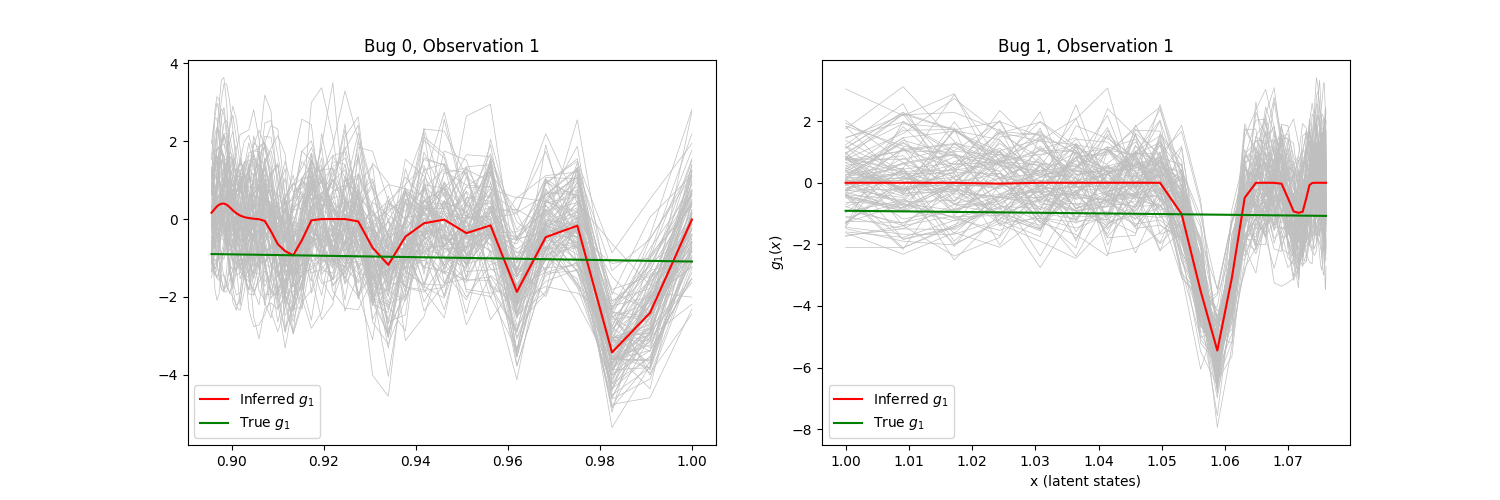 Bug 0, Observation 1
4
2
0
−2
−4
0.90 0.92 0.94 0.96 0.98 1.00
Inferred g₁
True g₁
Bug 1, Observation 1
g₁(x)
2
0
−2
−4
−6
−8
1.00 1.01 1.02 1.03 1.04 1.05 1.06 1.07
x (latent states)
Inferred g₁
True g₁